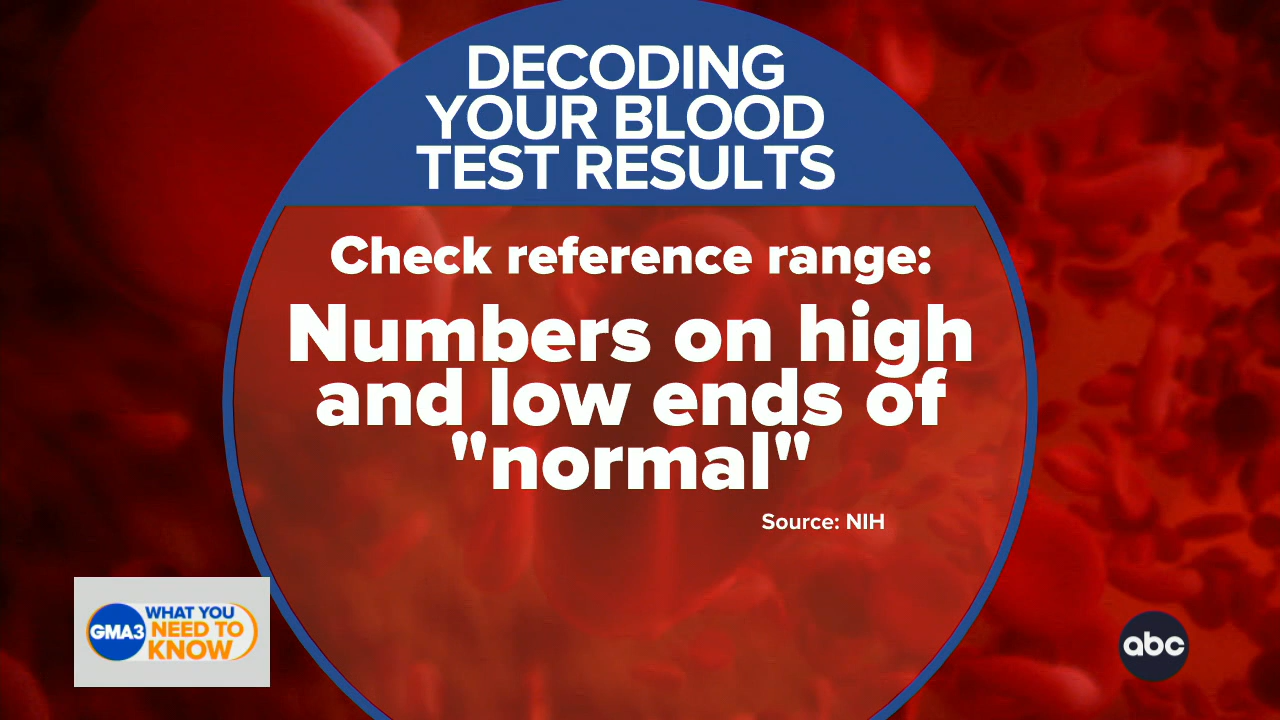 DECODING
YOUR BLOOD
TEST RESULTS
Check reference range:
Numbers on high
and low ends of
"normal"
Source: NIH
GMA3
WHAT YOU
NEED TO
KNOW
abc